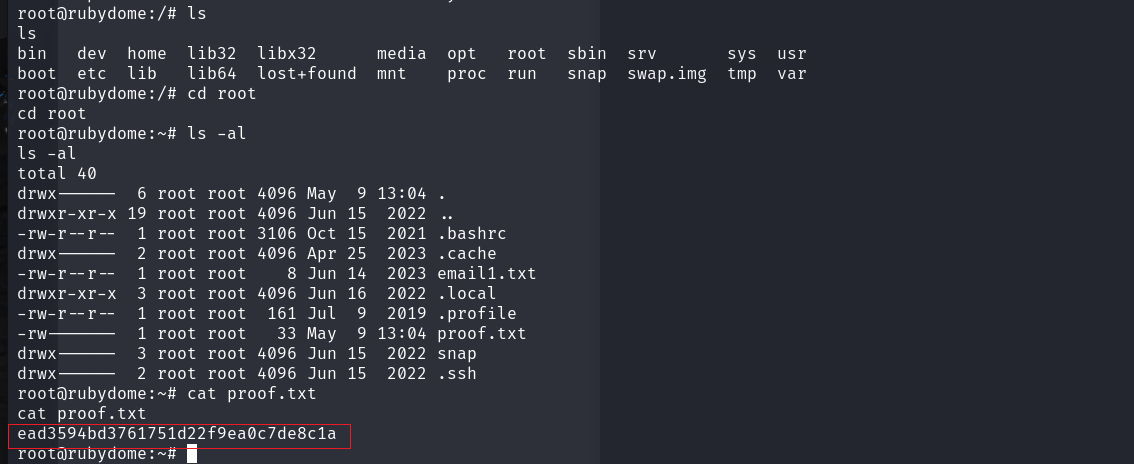 root@rubydome:/# ls
ls
bin dev home lib32 libx32 media opt root sbin srv sys usr
boot etc lib lib64 lost+found mnt proc run snap swap.img tmp var
root@rubydome:/# cd root
cd root
root@rubydome:~# ls -al
ls -al
total 40
drwx------ 6 root root 4096 May 9 13:04 .
drwxr-xr-x 19 root root 4096 Jun 15 2022 ..
-rw-r--r-- 1 root root 3106 Oct 15 2021 .bashrc
drwx------ 2 root root 4096 Apr 25 2023 .cache
-rw-r--r-- 1 root root 8 Jun 14 2023 email1.txt
drwxr-xr-x 3 root root 4096 Jun 16 2022 .local
-rw-r--r-- 1 root root 161 Jul 9 2019 .profile
-rw------- 1 root root 33 May 9 13:04 proof.txt
drwx------ 3 root root 4096 Jun 15 2022 snap
drwx------ 2 root root 4096 Jun 15 2022 .ssh
root@rubydome:~# cat proof.txt
cat proof.txt
ead3594bd3761751d22f9ea0c7de8c1a
root@rubydome:~#